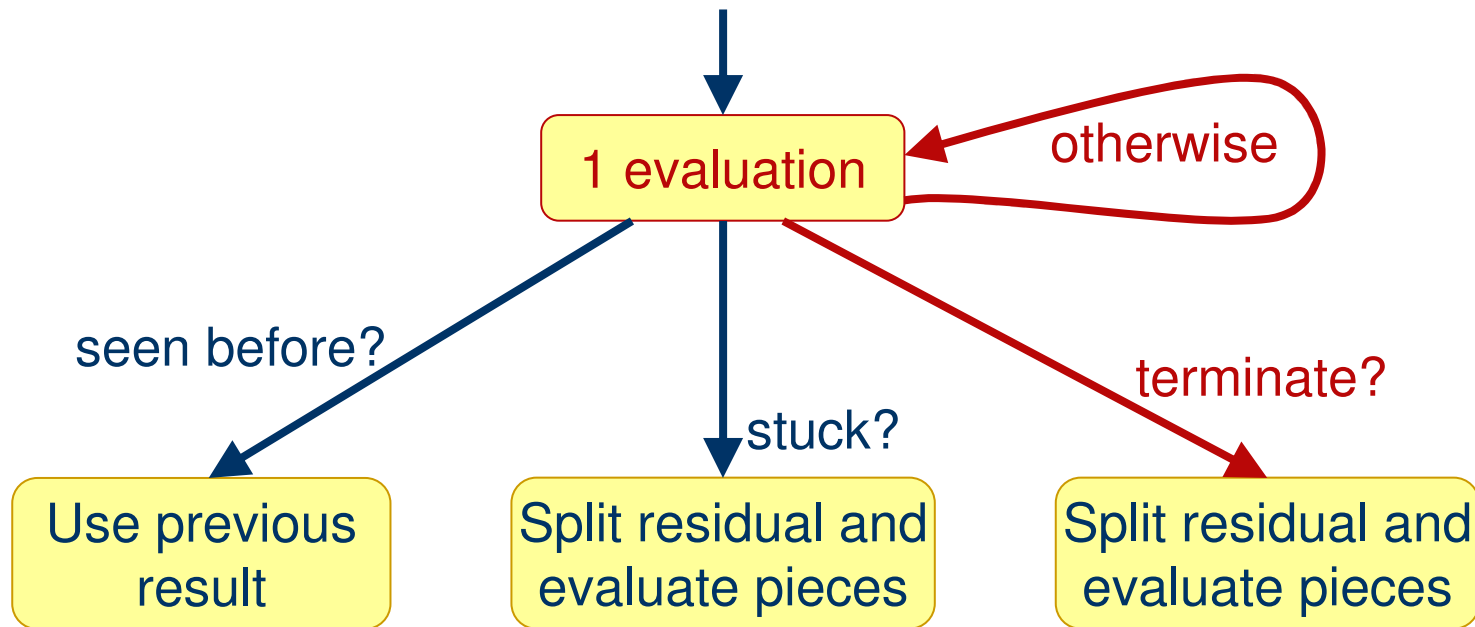 1 evaluation
otherwise
seen before?
stuck?
terminate?
Use previous
result
Split residual and
evaluate pieces
Split residual and
evaluate pieces